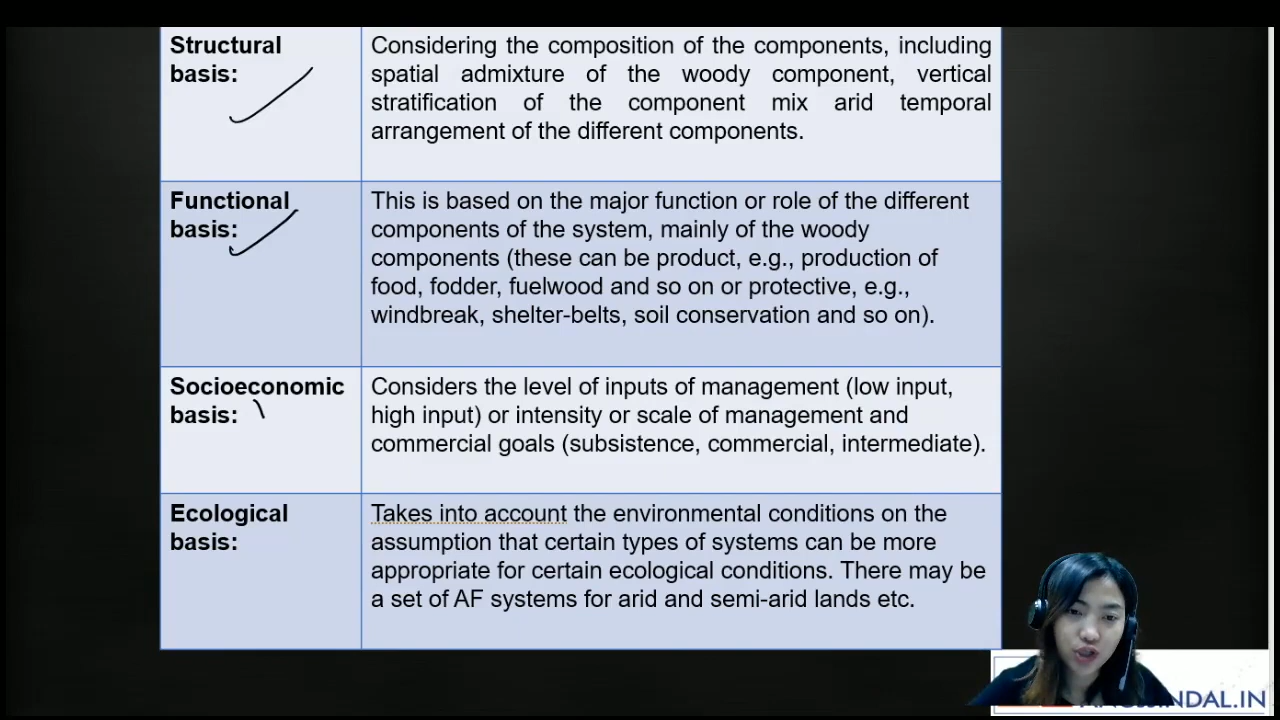 Structural
basis:
Considering the composition of the components, including
spatial admixture of the woody component, vertical
stratification of the component mix arid temporal
arrangement of the different components.
Functional
basis:
This is based on the major function or role of the different
components of the system, mainly of the woody
components (these can be product, e.g., production of
food, fodder, fuelwood and so on or protective, e.g.,
windbreak, shelter-belts, soil conservation and so on).
Socioeconomic
basis:
Considers the level of inputs of management (low input,
high input) or intensity or scale of management and
commercial goals (subsistence, commercial, intermediate).
Ecological
basis:
Takes into account the environmental conditions on the
assumption that certain types of systems can be more
appropriate for certain ecological conditions. There may be
a set of AF systems for arid and semi-arid lands etc.